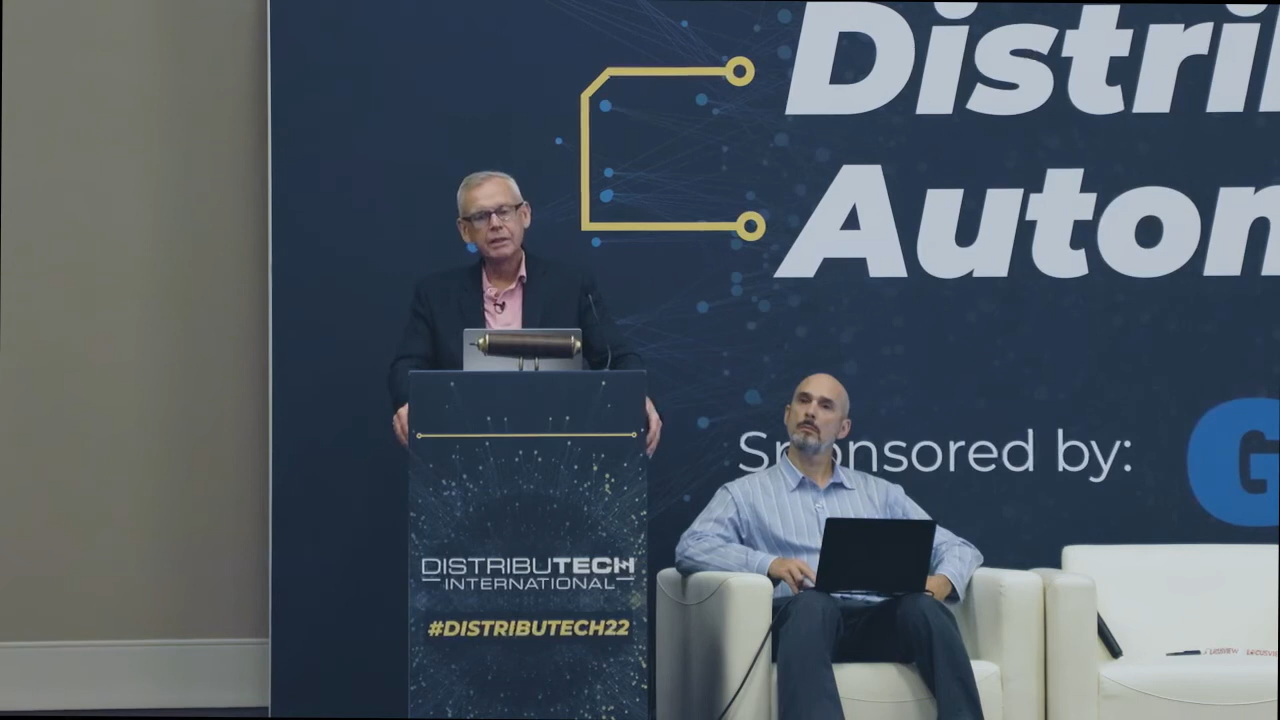 Distri
Auton
Sponsored by:
G
DISTRIBUTECH
INTERNATIONAL
#DISTRIBUTECH22